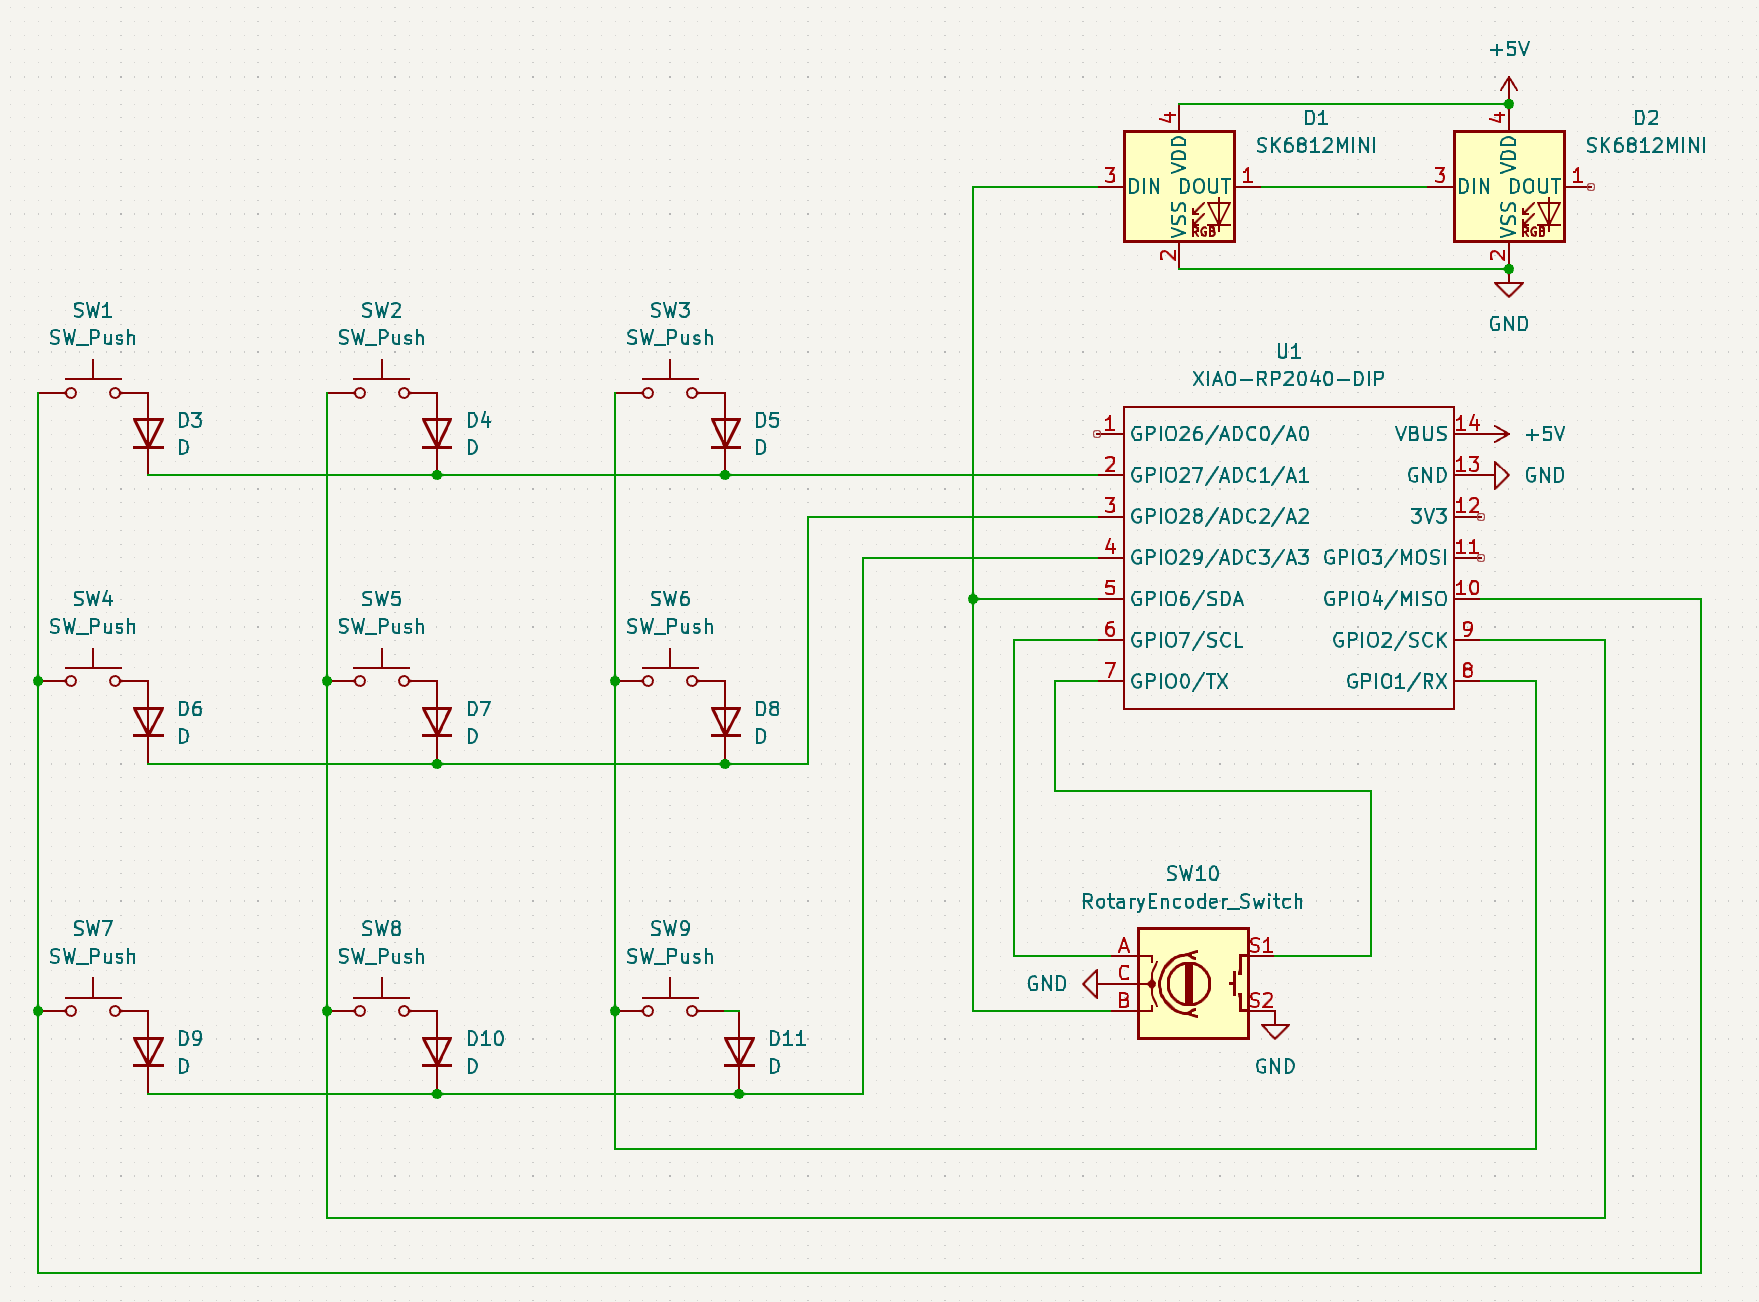 +5V
D1
SK6812MINI
D2
SK6812MINI
4
VDD
3
DIN
DOUT
1
VSS
RGB
2
4
VDD
3
DIN
DOUT
1
VSS
RGB
2
GND
SW1
SW_Push
SW2
SW_Push
SW3
SW_Push
D3
D
D4
D
D5
D
U1
XIAO-RP2040-DIP
1 GPIO26/ADC0/A0 VBUS 14 +5V
2 GPIO27/ADC1/A1 GND 13 GND
3 GPIO28/ADC2/A2 3V3 12
4 GPIO29/ADC3/A3 GPIO3/MOSI 11
5 GPIO6/SDA GPIO4/MISO 10
6 GPIO7/SCL GPIO2/SCK 9
7 GPIO0/TX GPIO1/RX 8
SW4
SW_Push
SW5
SW_Push
SW6
SW_Push
D6
D
D7
D
D8
D
SW10
RotaryEncoder_Switch
A
S1
GND
C
B
S2
GND
SW7
SW_Push
SW8
SW_Push
SW9
SW_Push
D9
D
D10
D
D11
D